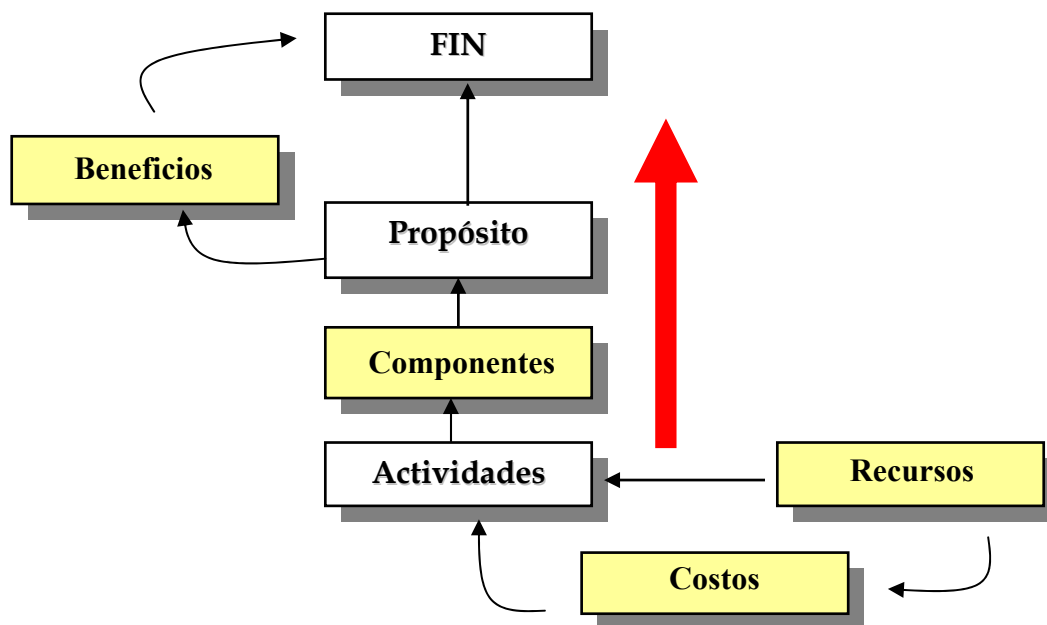 FIN
Beneficios
Propósito
Componentes
Actividades
Recursos
Costos